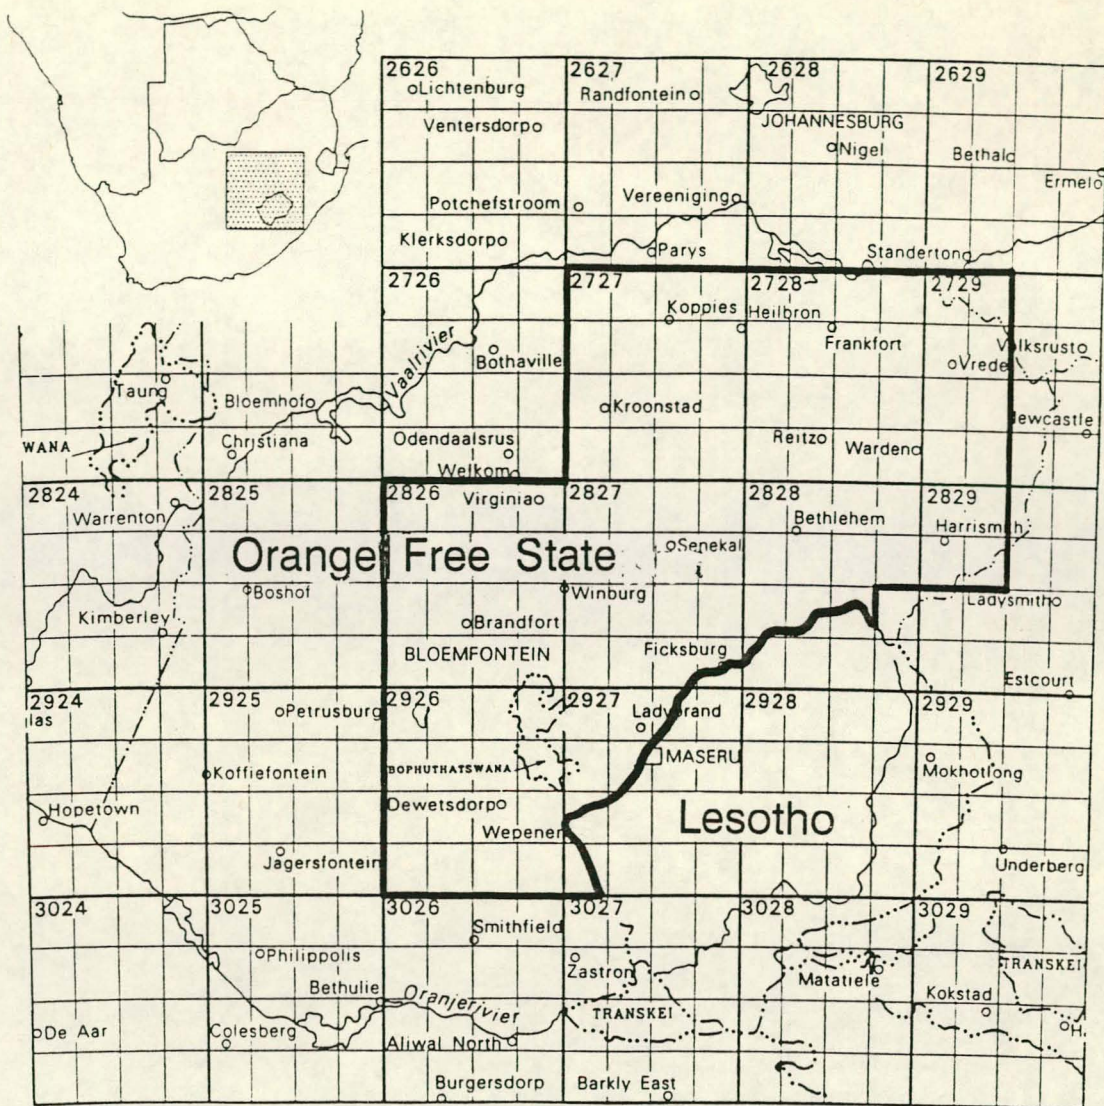 2626 2627 2628 2629
Lichtenburg Randfontein
Ventersdorp JOHANNESBURG
Nigel Bethal
Ermelo
Potchefstroom Vereeniging
Klerksdorp Parys Standerton
2726 2727 2728 2729
Koppies Heilbron
Vaalrivier Bothaville Frankfort Volksrust
Taung Vrede
Bloemhof Kroonstad Newcastle
WANA Christiana Odendaalsrus Reitz Warden
Welkom
2824 2825 2826 Virginia 2827 2828 2829
Warrenton Bethlehem Harrismith
Orange Free State Senekal
Boshof Winburg Ladysmith
Kimberley Brandfort
BLOEMFONTEIN Ficksburg
Estcourt
2924 2925 2926 2927 2928 2929
las Petrusburg Ladybrand
MASERU
Koffiefontein BOPHUTHATSWANA Mokhotlong
Hopetown Dewetsdorp Lesotho
Wepener
Jagersfontein Underberg
3024 3025 3026 3027 3028 3029
Smithfield
Philippolis Zastron Matatiele TRANSKEI
Bethulie Oranjerivier TRANSKEI Kokstad
De Aar Colesberg Aliwal North H
Burgersdorp Barkly East